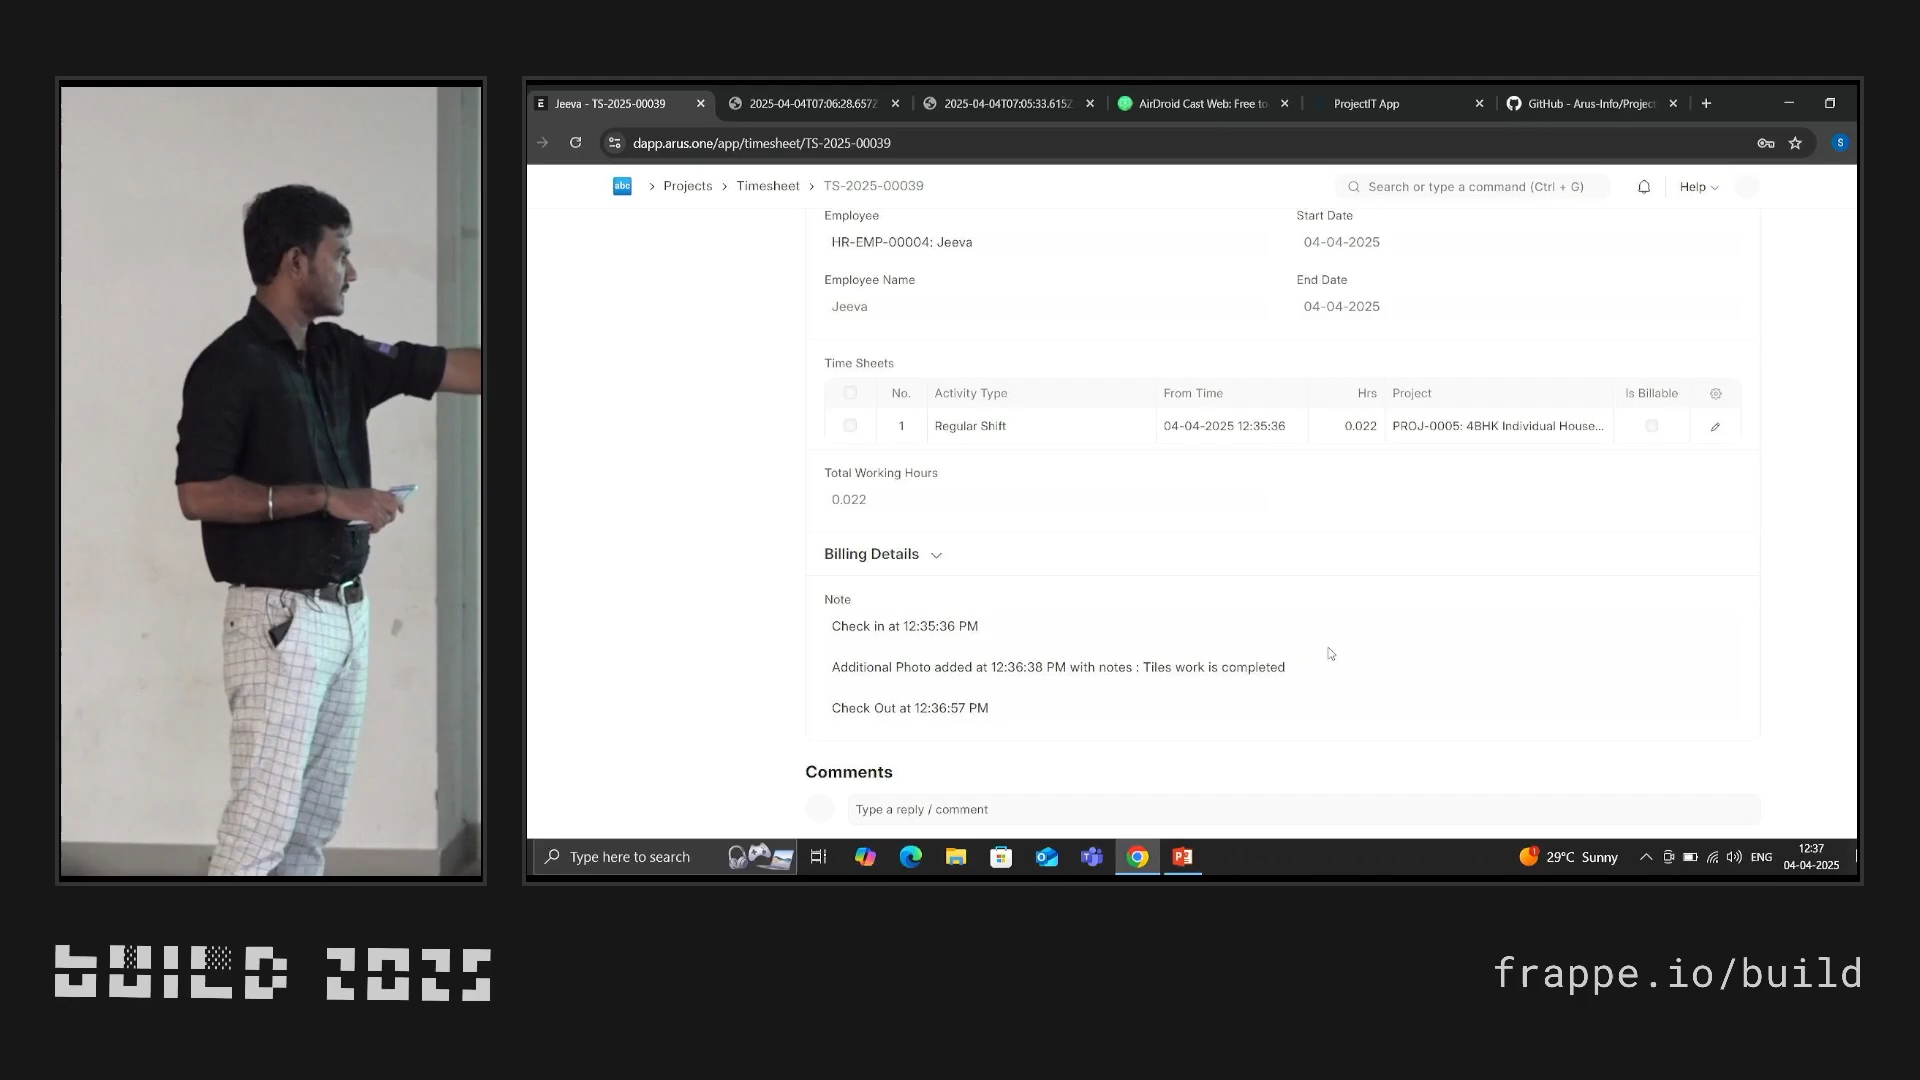 Jeeva - TS-2025-00039
2025-04-04T07:06:28.657Z
2025-04-04T07:05:33.615Z
AirDroid Cast Web: Free to
ProjectIT App
GitHub - Arus-Info/Project
dapp.arus.one/app/timesheet/TS-2025-00039
S
abc
Projects
Timesheet
TS-2025-00039
Search or type a command (Ctrl + G)
Help
Employee
Start Date
HR-EMP-00004: Jeeva
04-04-2025
Employee Name
End Date
Jeeva
04-04-2025
Time Sheets
No. Activity Type From Time Hrs Project Is Billable
1 Regular Shift 04-04-2025 12:35:36 0.022 PROJ-0005: 4BHK Individual House...
Total Working Hours
0.022
Billing Details
Note
Check in at 12:35:36 PM
Additional Photo added at 12:36:38 PM with notes : Tiles work is completed
Check Out at 12:36:57 PM
Comments
Type a reply / comment
Type here to search
29°C Sunny
ENG
12:37
04-04-2025
BUILD 2025
frappe.io/build